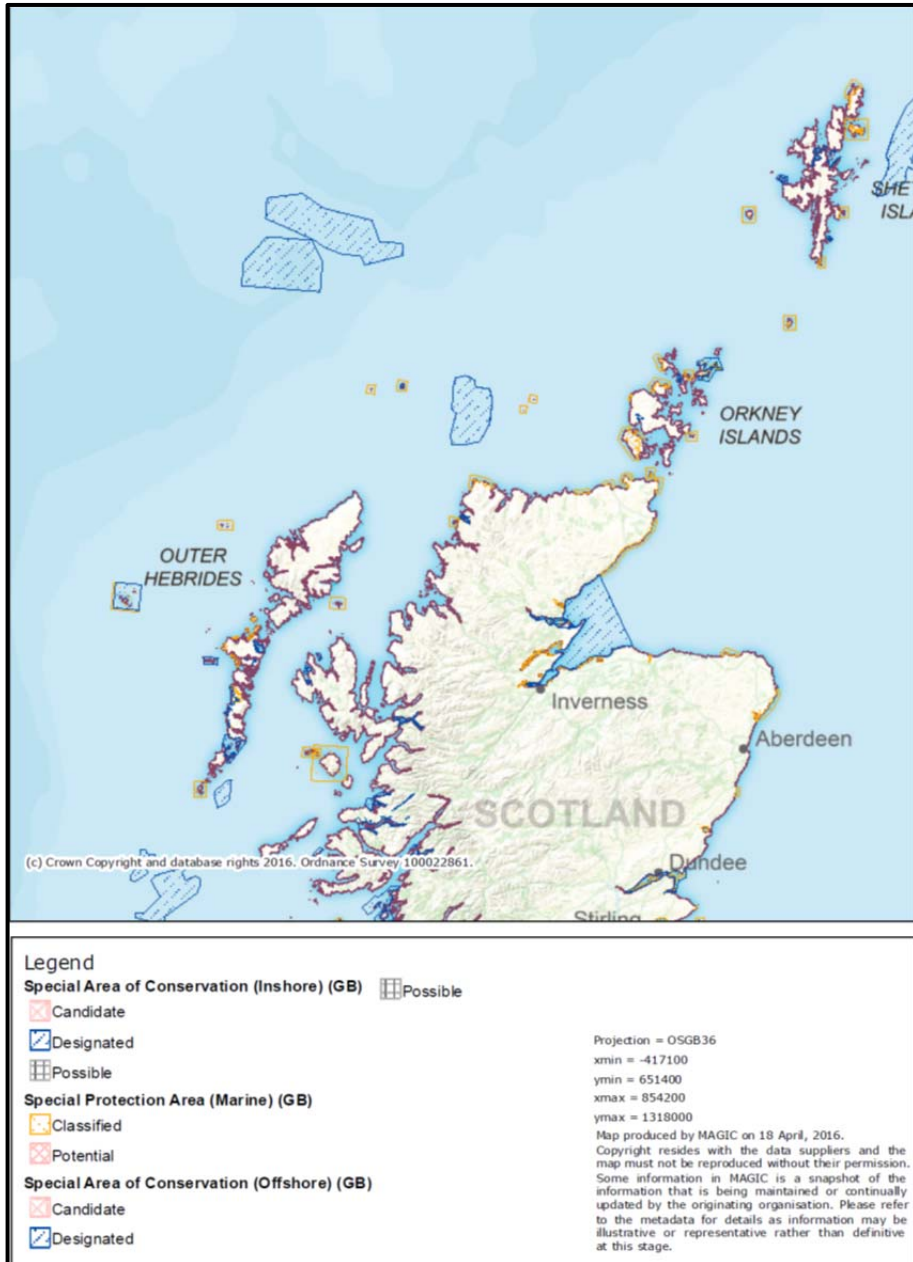 SHE
ISLA
ORKNEY
ISLANDS
OUTER
HEBRIDES
Inverness
Aberdeen
SCOTLAND
(c) Crown Copyright and database rights 2016. Ordnance Survey 100022861.
Dundee
Stirling
Legend
Special Area of Conservation (Inshore) (GB)
Possible
Candidate
Designated
Possible
Special Protection Area (Marine) (GB)
Classified
Potential
Special Area of Conservation (Offshore) (GB)
Candidate
Designated
Projection = OSGB36
xmin = -417100
ymin = 651400
xmax = 854200
ymax = 1318000
Map produced by MAGIC on 18 April, 2016.
Copyright resides with the data suppliers and the
map must not be reproduced without their permission.
Some information in MAGIC is a snapshot of the
information that is being maintained or continually
updated by the originating organisation. Please refer
to the metadata for details as information may be
illustrative or representative rather than definitive
at this stage.